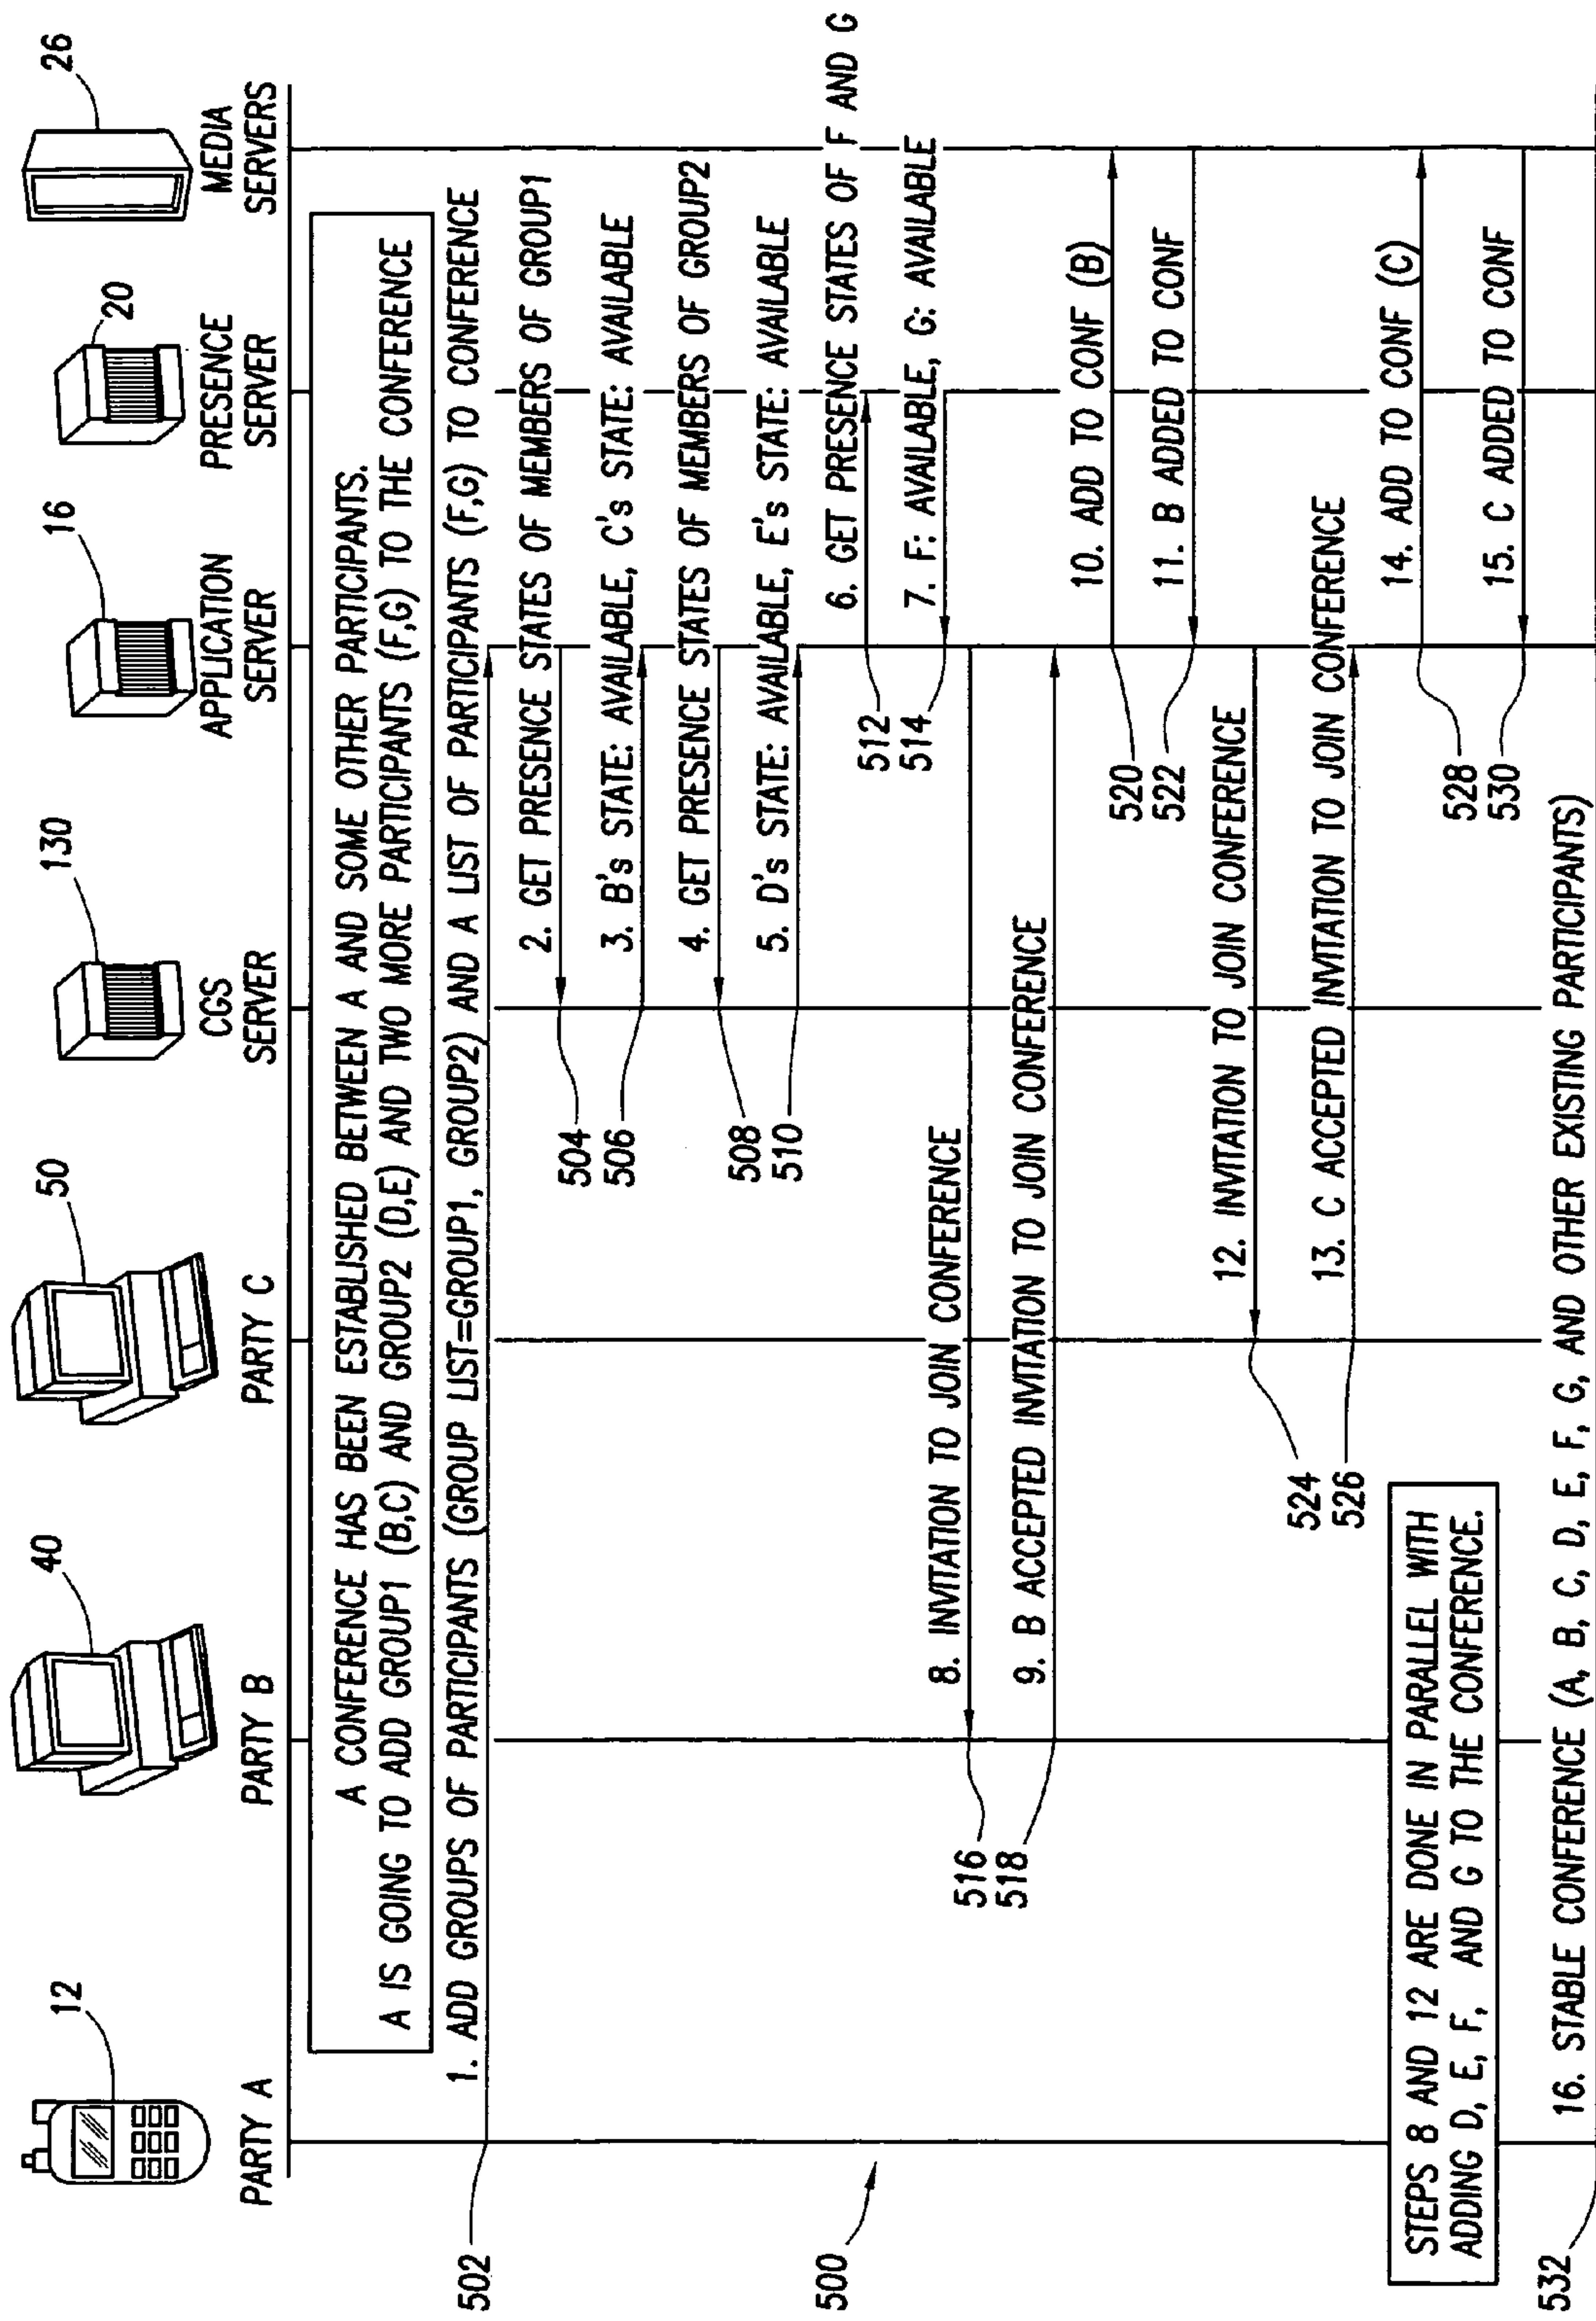 12
40
50
130
16
20
26
PARTY A
PARTY B
PARTY C
CGS
SERVER
APPLICATION
SERVER
PRESENCE
SERVER
MEDIA
SERVERS
A CONFERENCE HAS BEEN ESTABLISHED BETWEEN A AND SOME OTHER PARTICIPANTS.
A IS GOING TO ADD GROUP1 (B,C) AND GROUP2 (D,E) AND TWO MORE PARTICIPANTS (F,G) TO THE CONFERENCE
502
1. ADD GROUPS OF PARTICIPANTS (GROUP LIST=GROUP1, GROUP2) AND A LIST OF PARTICIPANTS (F,G) TO CONFERENCE
2. GET PRESENCE STATES OF MEMBERS OF GROUP1
504
3. B's STATE: AVAILABLE, C's STATE: AVAILABLE
506
4. GET PRESENCE STATES OF MEMBERS OF GROUP2
508
5. D's STATE: AVAILABLE, E's STATE: AVAILABLE
510
6. GET PRESENCE STATES OF F AND G
512
7. F: AVAILABLE, G: AVAILABLE
514
500
8. INVITATION TO JOIN CONFERENCE
516
9. B ACCEPTED INVITATION TO JOIN CONFERENCE
518
10. ADD TO CONF (B)
520
11. B ADDED TO CONF
522
12. INVITATION TO JOIN CONFERENCE
524
13. C ACCEPTED INVITATION TO JOIN CONFERENCE
526
14. ADD TO CONF (C)
528
15. C ADDED TO CONF
530
STEPS 8 AND 12 ARE DONE IN PARALLEL WITH
ADDING D, E, F, AND G TO THE CONFERENCE.
532
16. STABLE CONFERENCE (A, B, C, D, E, F, G, AND OTHER EXISTING PARTICIPANTS)